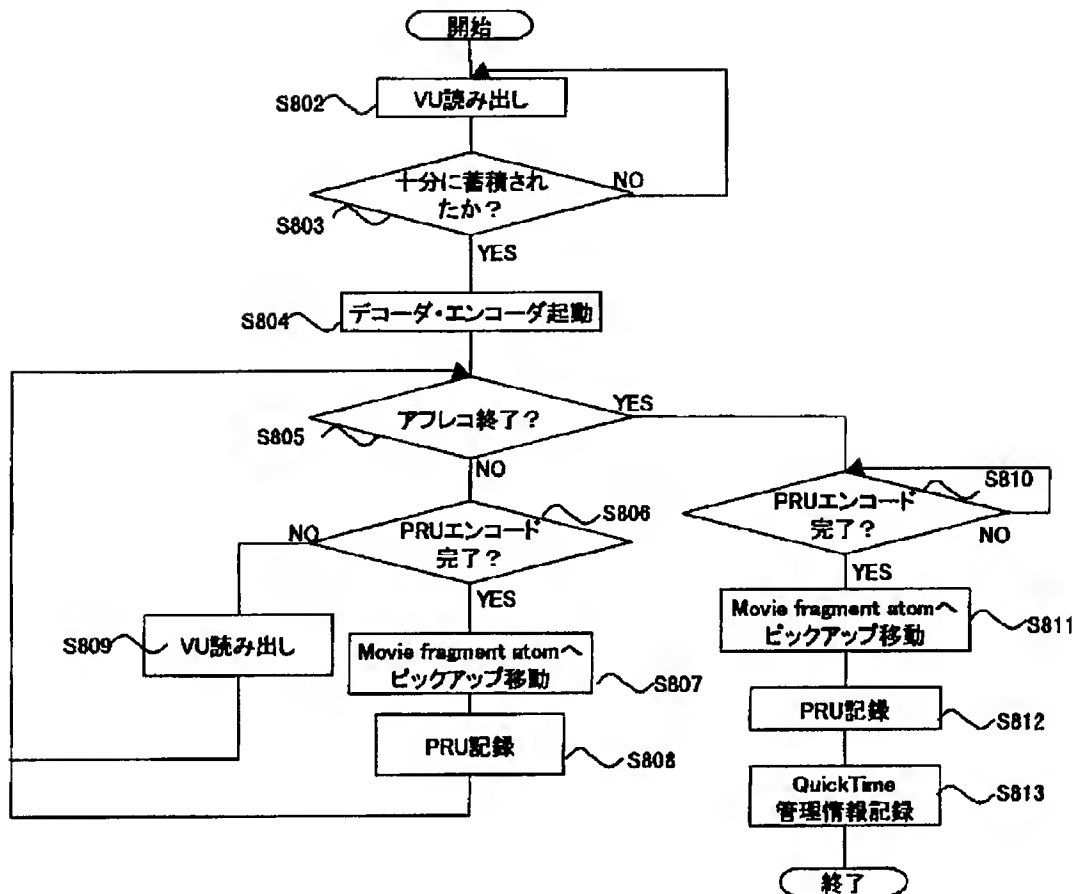 開始
S802
VU読み出し
十分に蓄積され
たか？
NO
S803
YES
S804
デコーダ・エンコーダ起動
アフレコ終了？
YES
S805
NO
S810
PRUエンコード
完了？
NO
YES
S806
PRUエンコード
完了？
NO
YES
S809
VU読み出し
Movie fragment atomへ
ピックアップ移動
S807
PRU記録
S808
Movie fragment atomへ
ピックアップ移動
S811
PRU記録
S812
QuickTime
管理情報記録
S813
終了